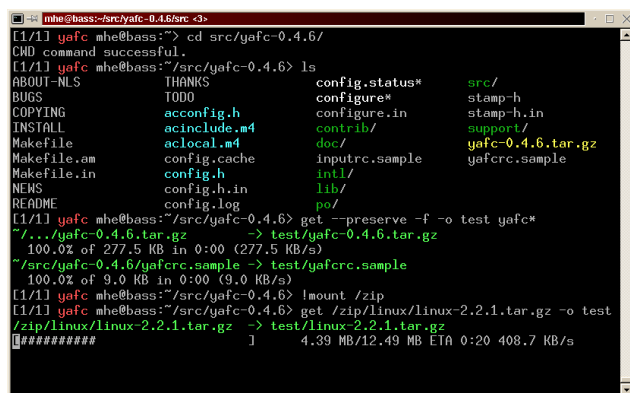 mhe@bass:~/src/yafc-0.4.6/src <3>
[1/1] yafc mhe@bass:~> cd src/yafc-0.4.6/
CWD command successful.
[1/1] yafc mhe@bass:~/src/yafc-0.4.6> ls
ABOUT-NLS THANKS config.status* src/
BUGS TODO configure* stamp-h
COPYING acconfig.h configure.in stamp-h.in
INSTALL acinclude.m4 contrib/ support/
Makefile aclocal.m4 doc/ yafc-0.4.6.tar.gz
Makefile.am config.cache inputrc.sample yafcrc.sample
Makefile.in config.h intl/
NEWS config.h.in lib/
README config.log po/
[1/1] yafc mhe@bass:~/src/yafc-0.4.6> get --preserve -f -o test yafc*
~/.../yafc-0.4.6.tar.gz -> test/yafc-0.4.6.tar.gz
100.0% of 277.5 KB in 0:00 (277.5 KB/s)
~/src/yafc-0.4.6/yafcrc.sample -> test/yafcrc.sample
100.0% of 9.0 KB in 0:00 (9.0 KB/s)
[1/1] yafc mhe@bass:~/src/yafc-0.4.6> !mount /zip
[1/1] yafc mhe@bass:~/src/yafc-0.4.6> get /zip/linux/linux-2.2.1.tar.gz -o test
/zip/linux/linux-2.2.1.tar.gz -> test/linux-2.2.1.tar.gz
[########## ] 4.39 MB/12.49 MB ETA 0:20 408.7 KB/s